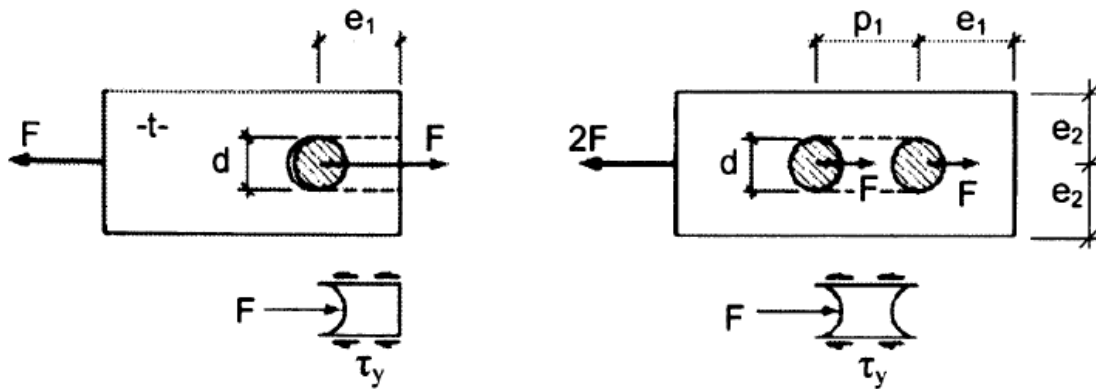 e₁
p₁ e₁
F -t- d F
2F d F F e₂
e₂
F F
τy τy